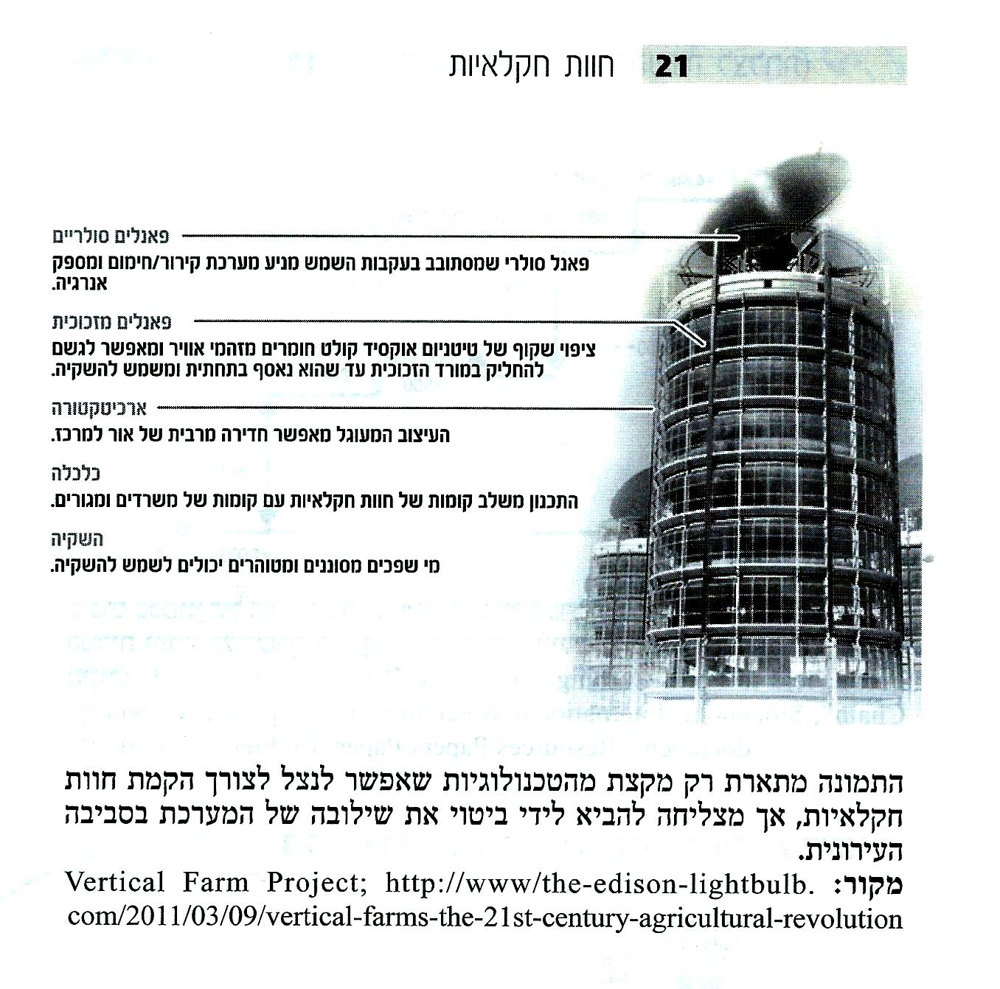 21 חוות חקלאיות
פאנלים סולריים
פאנל סולרי שמסתובב בעקבות השמש מניע מערכת קירור/חימום ומספק
אנרגיה.
פאנלים מזכוכית
ציפוי שקוף של טיטניום אוקסיד קולט חומרים מזהמי אוויר ומאפשר לגשם
להחליק במורד הזכוכית עד שהוא נאסף בתחתית ומשמש להשקיה.
ארכיטקטורה
העיצוב המעוגל מאפשר חדירה מרבית של אור למרכז.
כלכלה
התכנון משלב קומות של חוות חקלאיות עם קומות של משרדים ומגורים.
השקיה
מי שפכים מסוננים ומטוהרים יכולים לשמש להשקיה.
התמונה מתארת רק מקצת מהטכנולוגיות שאפשר לנצל לצורך הקמת חוות
חקלאיות, אך מצליחה להביא לידי ביטוי את שילובה של המערכת בסביבה
העירונית.
מקור: Vertical Farm Project; http://www/the-edison-lightbulb.
com/2011/03/09/vertical-farms-the-21st-century-agricultural-revolution